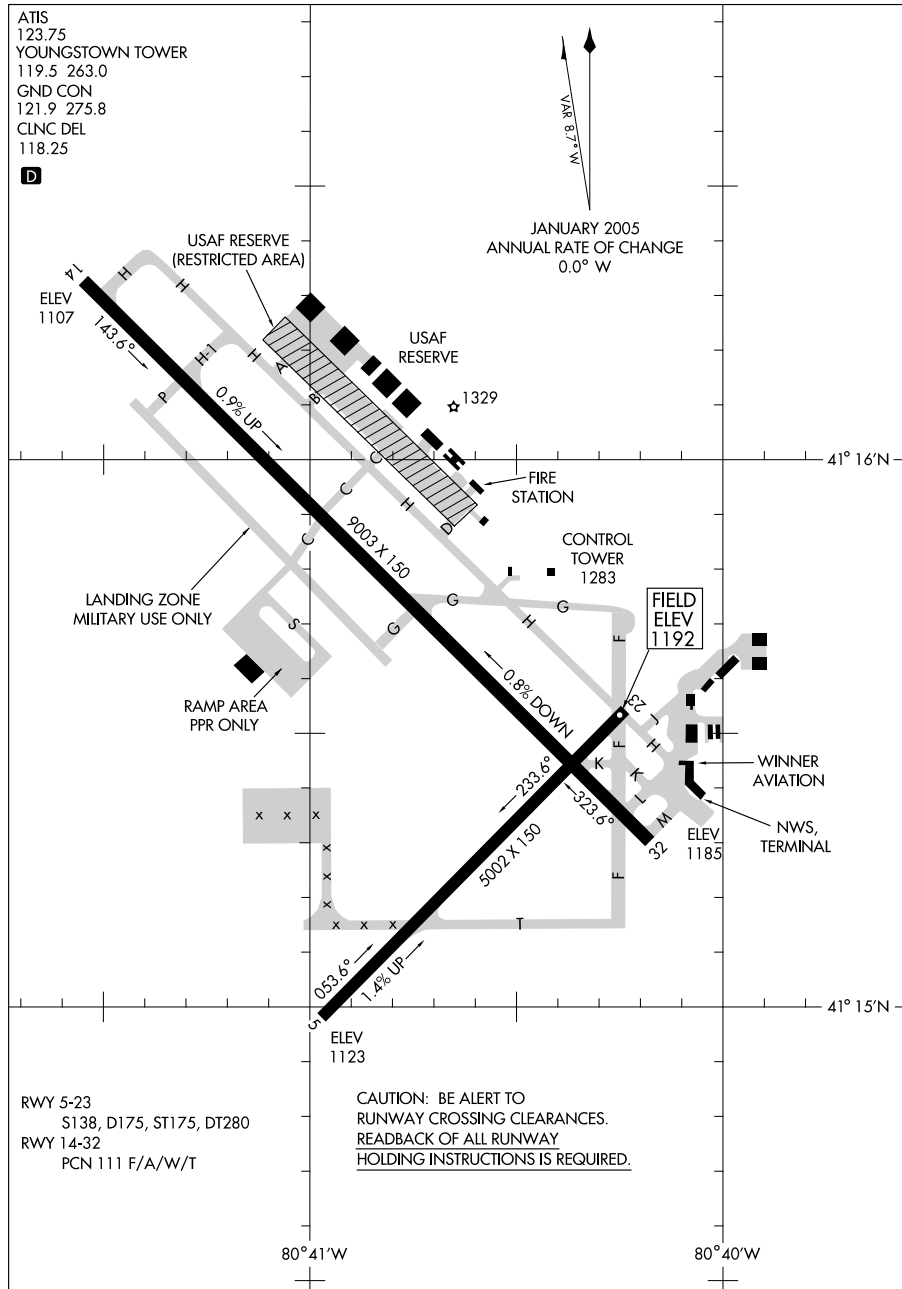 ATIS
123.75
YOUNGSTOWN TOWER
119.5 263.0
GND CON
121.9 275.8
CLNC DEL
118.25
D
VAR 8.7° W
JANUARY 2005
ANNUAL RATE OF CHANGE
0.0° W
USAF RESERVE
(RESTRICTED AREA)
14
ELEV
1107
143.6°
H
H
H
H-1
P
A
B
0.9% UP
USAF
RESERVE
1329
41°16'N
C
C
C
H
D
FIRE
STATION
9003 X 150
CONTROL
TOWER
1283
LANDING ZONE
MILITARY USE ONLY
S
G
G
G
H
F
FIELD
ELEV
1192
RAMP AREA
PPR ONLY
0.8% DOWN
23
J
H
F
K
K
L
M
WINNER
AVIATION
233.6°
323.6°
5002 X 150
32
ELEV
1185
NWS,
TERMINAL
x x x
x
x
x
x x x
F
T
053.6°
1.4% UP
5
ELEV
1123
41°15'N
RWY 5-23
S138, D175, ST175, DT280
RWY 14-32
PCN 111 F/A/W/T
CAUTION: BE ALERT TO
RUNWAY CROSSING CLEARANCES.
READBACK OF ALL RUNWAY
HOLDING INSTRUCTIONS IS REQUIRED.
80°41'W
80°40'W